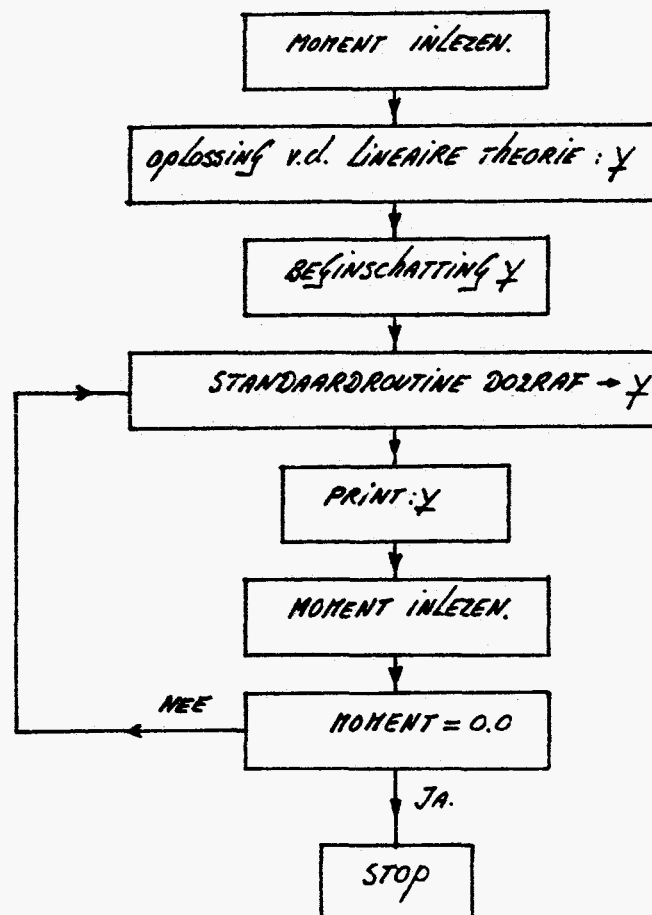 MOMENT INLEZEN.
OPLOSSING v.d. LINEAIRE THEORIE : y
BEGINSCHATTING y
STANDAARDROUTINE DO2RAF → y
PRINT : y
MOMENT INLEZEN.
NEE
MOMENT = 0.0
JA.
STOP